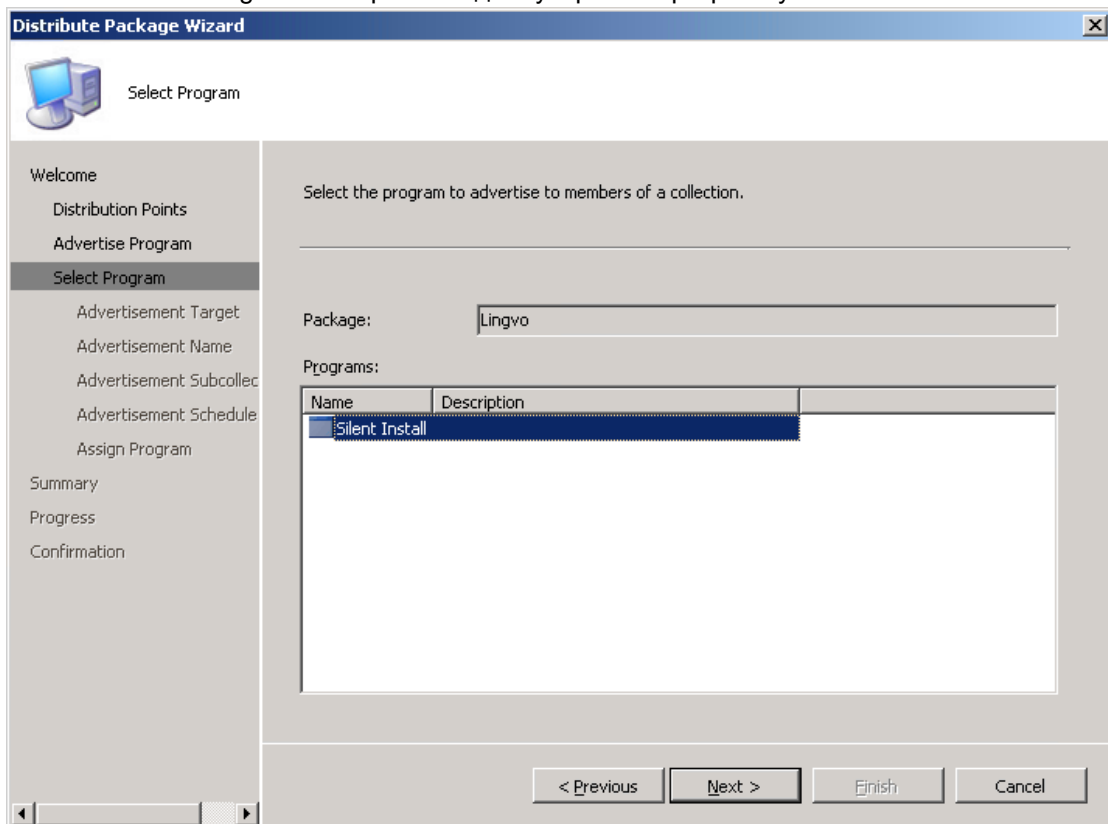 Distribute Package Wizard
Select Program
Welcome
Distribution Points
Advertise Program
Select Program
Advertisement Target
Advertisement Name
Advertisement Subcollec
Advertisement Schedule
Assign Program
Summary
Progress
Confirmation
Select the program to advertise to members of a collection.
Package: Lingvo
Programs:
Name Description
Silent Install
< Previous Next > Finish Cancel